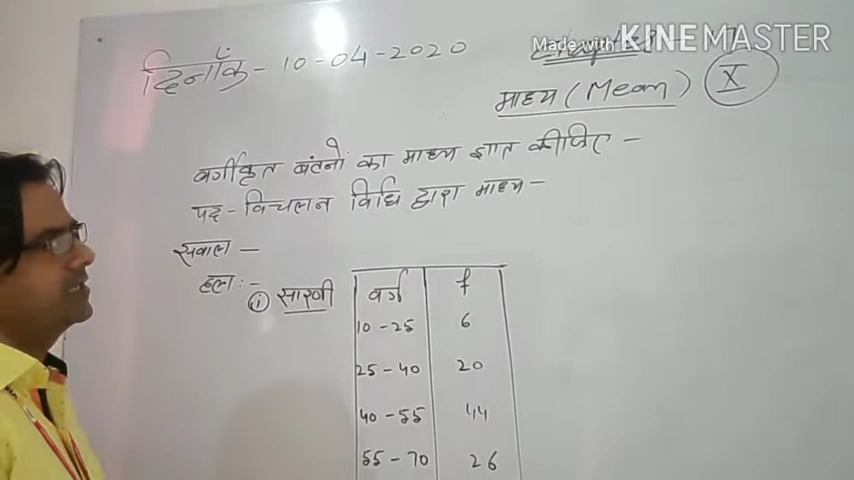 दिनाँक - 10-04-2020
Made with KINEMASTER
माध्य (Mean) X
वर्गीकृत बंटनों का माध्य ज्ञात कीजिए -
पद - विचलन विधि द्वारा माध्य -
सवाल -
हल :-
(i) सारणी
वर्ग f
10 - 25 6
25 - 40 20
40 - 55 44
55 - 70 26